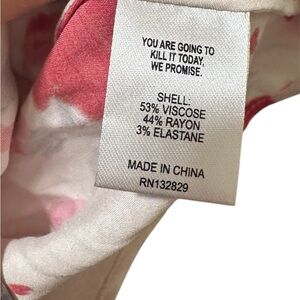 YOU ARE GOING TO
KILL IT TODAY,
WE PROMISE.
SHELL:
53% VISCOSE
44% RAYON
3% ELASTANE
MADE IN CHINA
RN132829